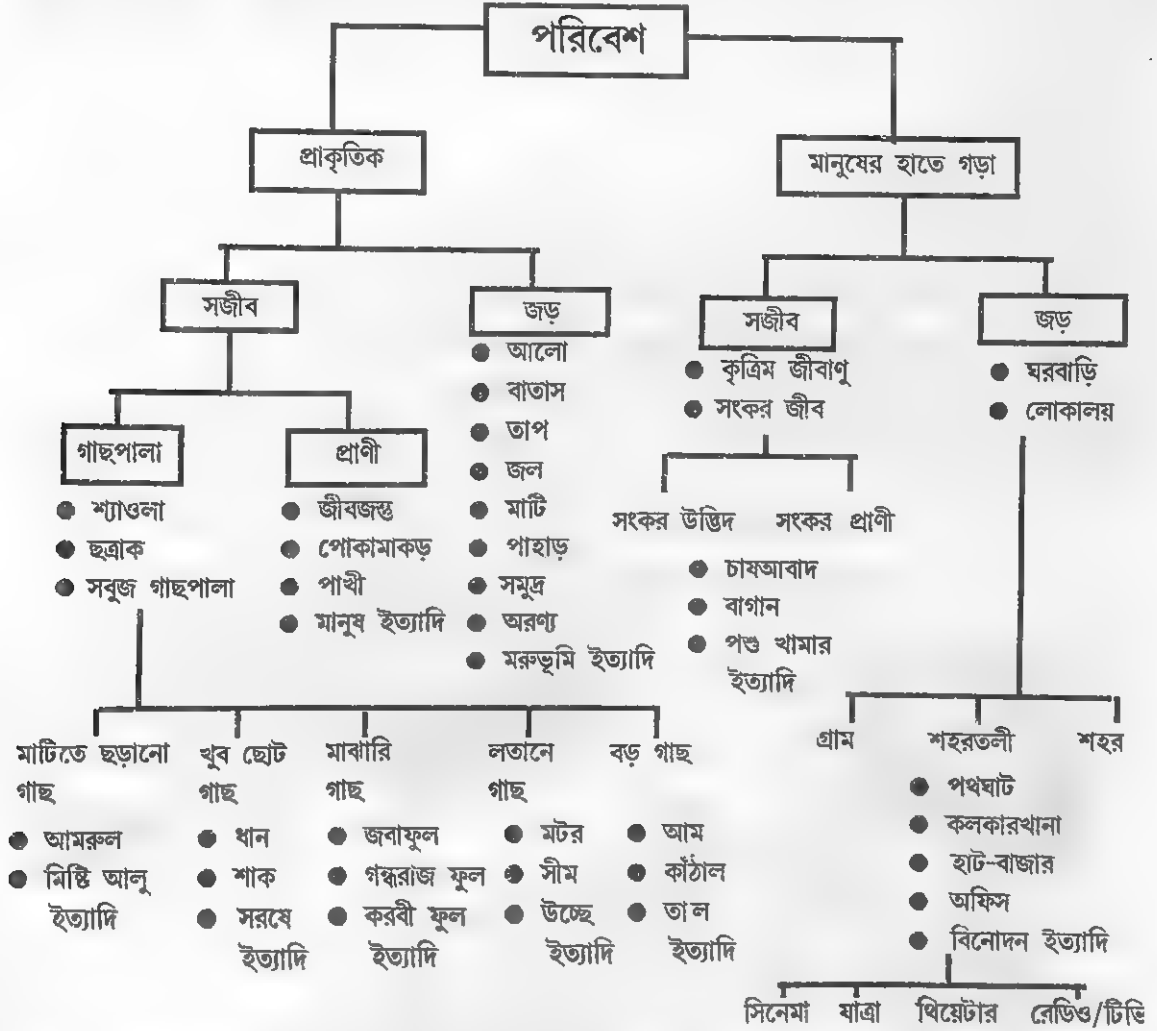 পরিবেশ
প্রাকৃতিক
মানুষের হাতে গড়া
সজীব
জড়
সজীব
জড়
গাছপালা
প্রাণী
● শ্যাওলা
● ছত্রাক
● সবুজ গাছপালা
● জীবজন্তু
● পোকামাকড়
● পাখী
● মানুষ ইত্যাদি
● আলো
● বাতাস
● তাপ
● জল
● মাটি
● পাহাড়
● সমুদ্র
● অরণ্য
● মরুভূমি ইত্যাদি
● কৃত্রিম জীবাণু
● সংকর জীব
সংকর উদ্ভিদ সংকর প্রাণী
● চাষআবাদ
● বাগান
● পশু খামার
ইত্যাদি
● ঘরবাড়ি
● লোকালয়
মাটিতে ছড়ানো
গাছ
● আমরুল
● মিষ্টি আলু
ইত্যাদি
খুব ছোট
গাছ
● ধান
● শাক
● সরষে
ইত্যাদি
মাঝারি
গাছ
● জবাফুল
● গন্ধরাজ ফুল
● করবী ফুল
ইত্যাদি
লতানে
গাছ
● মটর
● সীম
● উচ্ছে
ইত্যাদি
বড় গাছ
● আম
● কাঁঠাল
● তাল
ইত্যাদি
গ্রাম শহরতলী শহর
● পথঘাট
● কলকারখানা
● হাট-বাজার
● অফিস
● বিনোদন ইত্যাদি
সিনেমা যাত্রা থিয়েটার রেডিও/টিভি